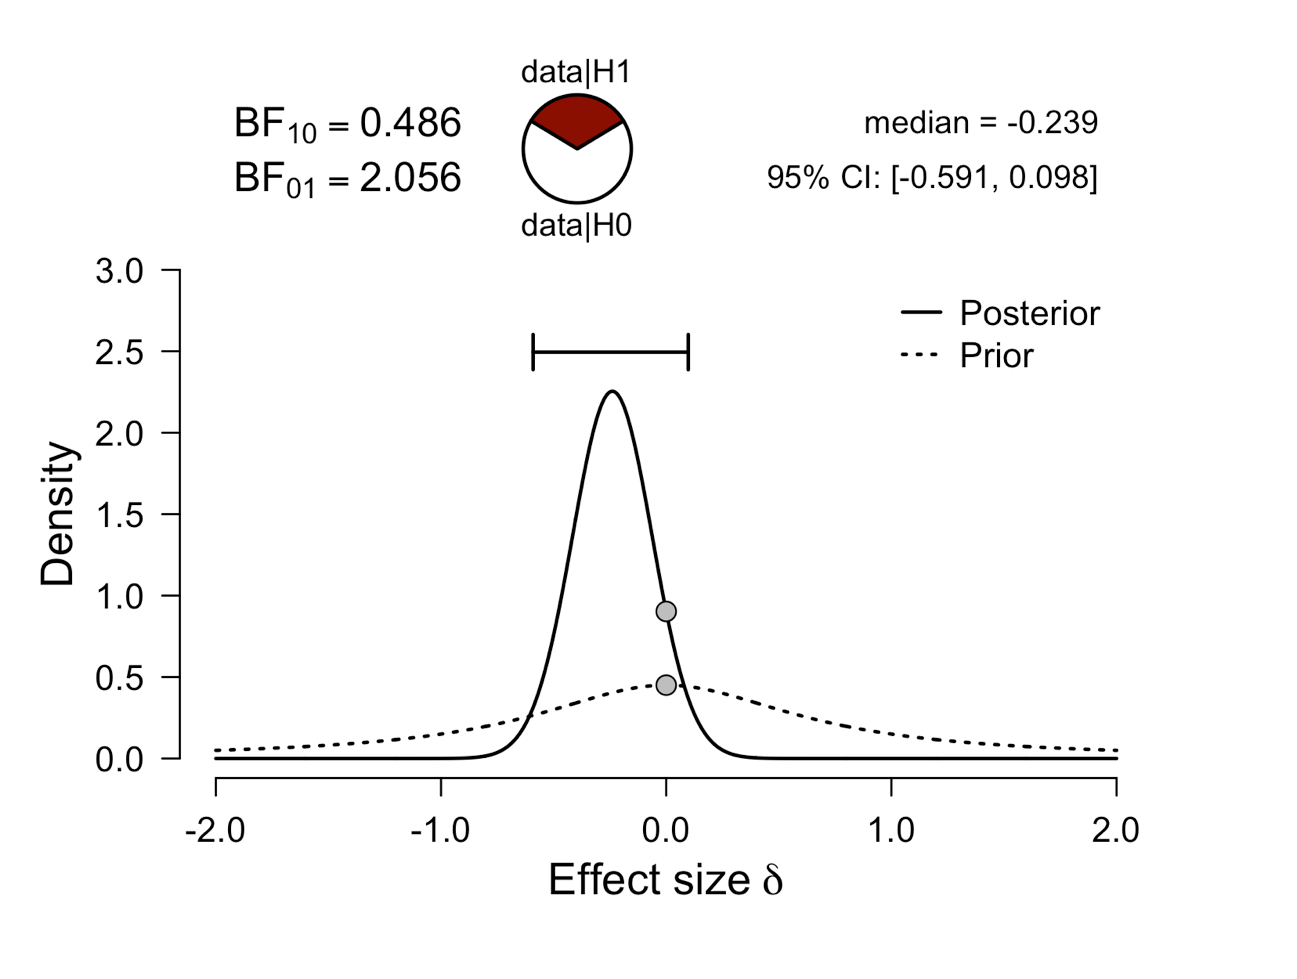 data|H1
BF10 = 0.486
BF01 = 2.056
data|H0
median = -0.239
95% CI: [-0.591, 0.098]
Posterior
Prior
Density
3.0
2.5
2.0
1.5
1.0
0.5
0.0
-2.0 -1.0 0.0 1.0 2.0
Effect size δ